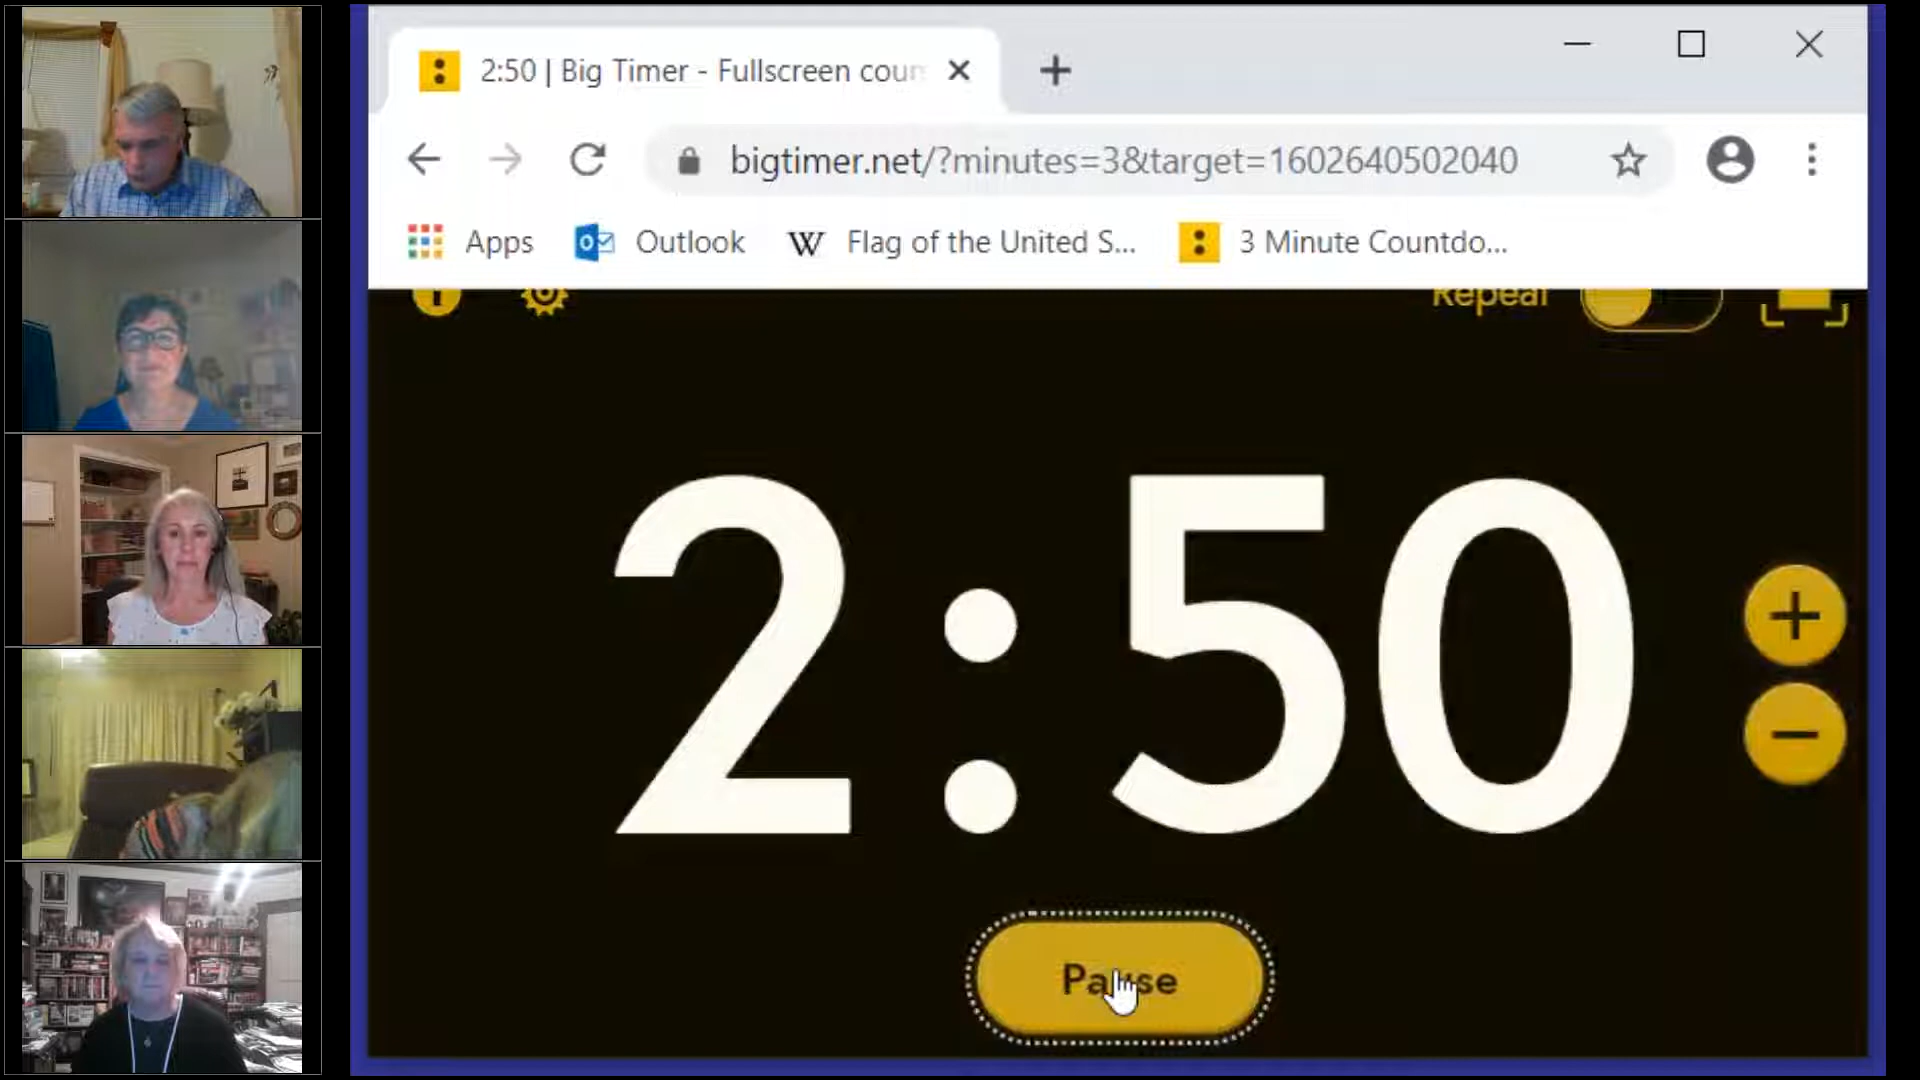 2:50 | Big Timer - Fullscreen coun
bigtimer.net/?minutes=3&target=1602640502040
Apps
Outlook
W Flag of the United S...
3 Minute Countdo...
Repeat
2:50
Pause